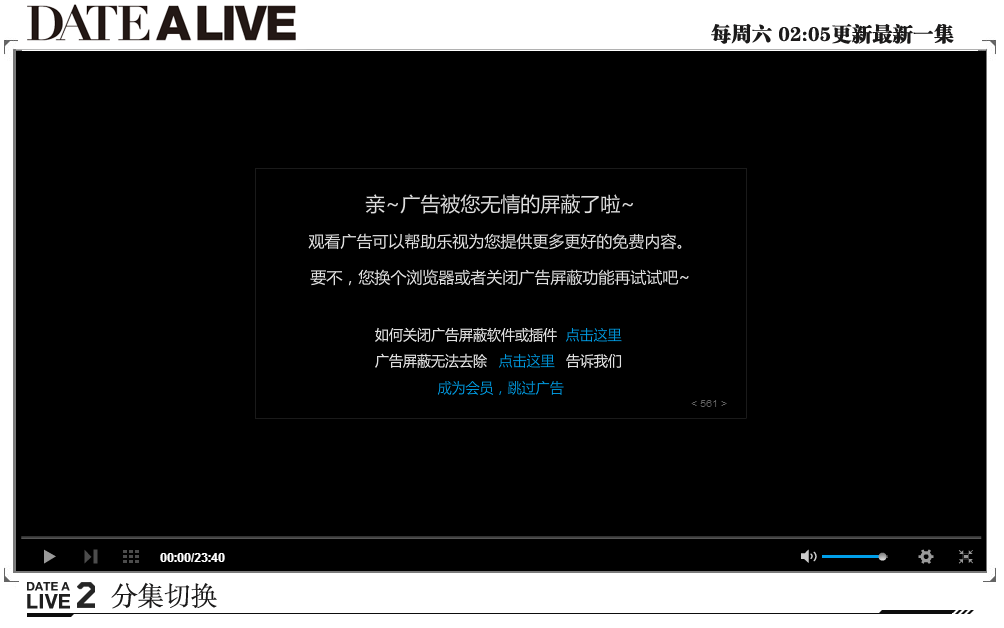 DATE A LIVE
每周六 02:05更新最新一集
亲~广告被您无情的屏蔽了啦~
观看广告可以帮助乐视为您提供更多更好的免费内容。
要不，您换个浏览器或者关闭广告屏蔽功能再试试吧~
如何关闭广告屏蔽软件或插件 点击这里
广告屏蔽无法去除 点击这里 告诉我们
成为会员，跳过广告
< 561 >
00:00/23:40
DATE A
LIVE 2 分集切换